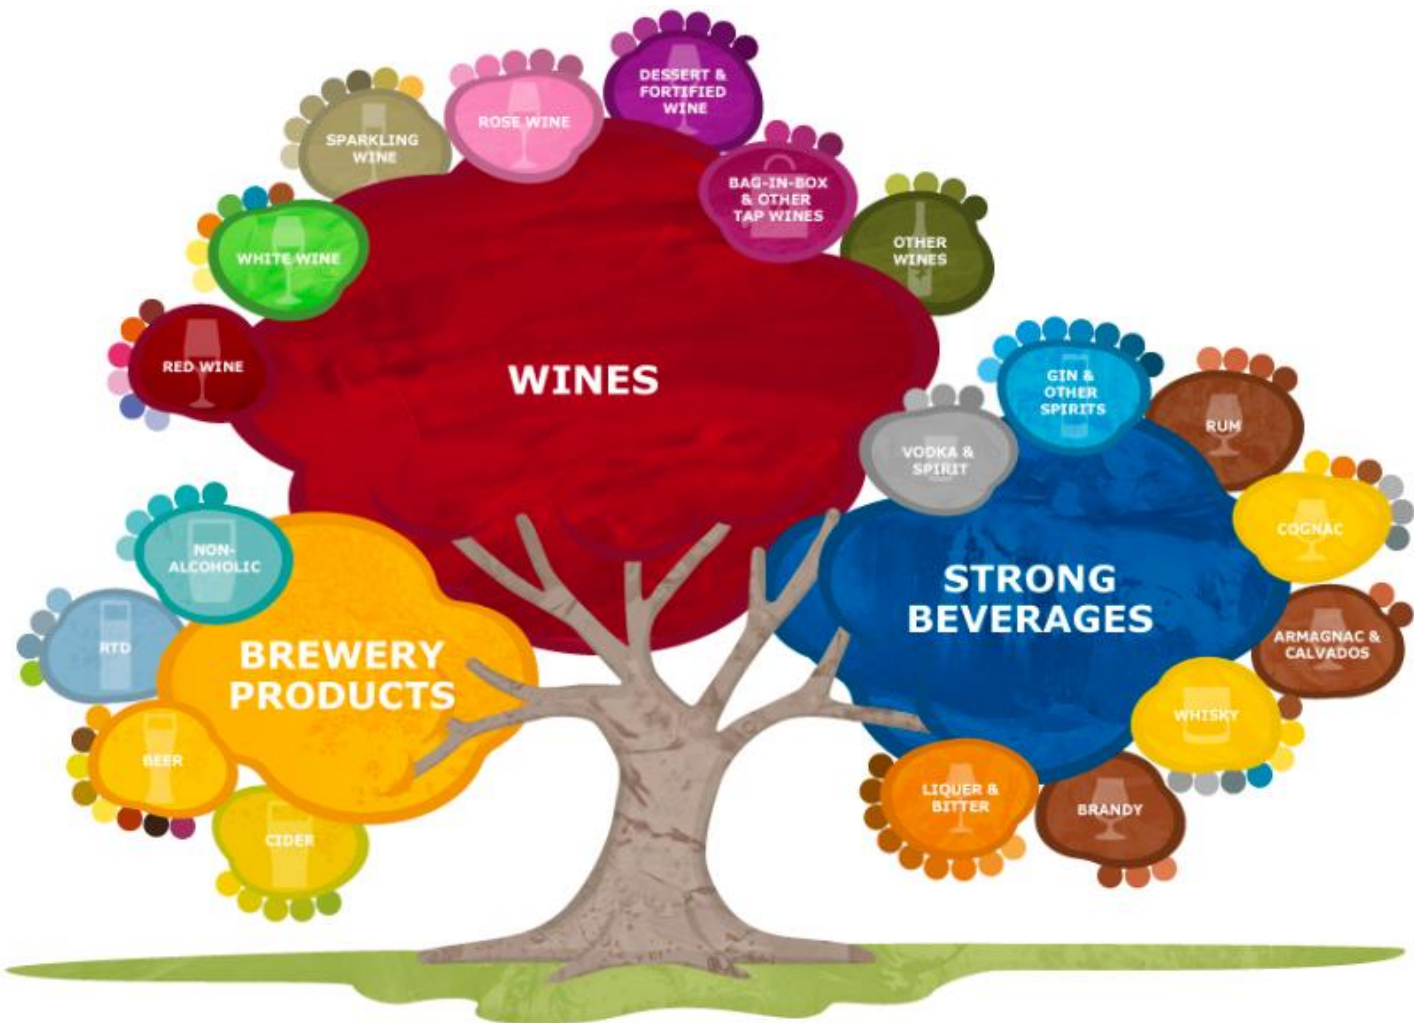 DESSERT &
FORTIFIED
WINE
ROSE WINE
SPARKLING
WINE
BAG-IN-BOX
& OTHER
TAP WINES
WHITE WINE
OTHER
WINES
RED WINE
WINES
GIN &
OTHER
SPIRITS
RUM
VODKA &
SPIRIT
COGNAC
NON-
ALCOHOLIC
STRONG
BEVERAGES
ARMAGNAC &
CALVADOS
RTD
BREWERY
PRODUCTS
WHISKY
BEER
LIQUER &
BITTER
BRANDY
CIDER